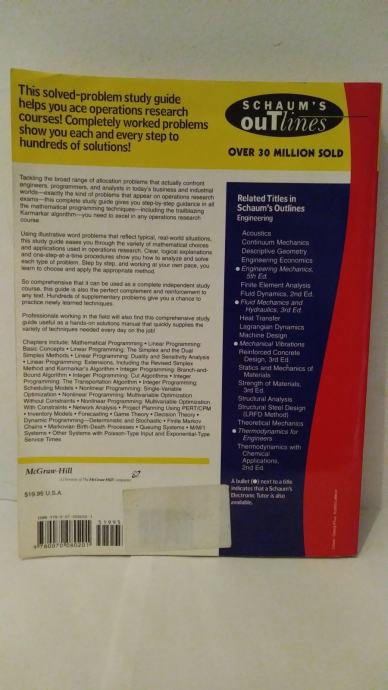 This solved-problem study guide
helps you ace operations research
courses! Completely worked problems
show you each and every step to
hundreds of solutions!
SCHAUM'S
ouTlines
OVER 30 MILLION SOLD
Tackling the broad range of allocation problems that actually confront
engineers, programmers, and analysts in today's business and industrial
worlds—exactly the kind of problems that appear on operations research
exams—this complete study guide gives you step-by-step guidance in all
the mathematical programming techniques—including the trailblazing
Karmarkar algorithm—you need to excel in any operations research
course.
Using illustrative word problems that reflect typical, real-world situations,
this study guide eases you through the variety of mathematical choices
and applications used in operations research. Clear, logical explanations
and one-step-at-a-time procedures show you how to analyze and solve
each type of problem. Step by step, and working at your own pace, you
learn to choose and apply the appropriate method.
So comprehensive that it can be used as a complete independent study
course, this guide is also the perfect complement and reinforcement to
any text. Hundreds of supplementary problems give you a chance to
practice newly learned techniques.
Professionals working in the field will also find this comprehensive study
guide useful as a hands-on solutions manual that quickly supplies the
variety of techniques needed every day on the job!
Chapters include: Mathematical Programming • Linear Programming:
Basic Concepts • Linear Programming: The Simplex and the Dual
Simplex Methods • Linear Programming: Duality and Sensitivity Analysis
• Linear Programming: Extensions, Including the Revised Simplex
Method and Karmarkar's Algorithm • Integer Programming: Branch-and-
Bound Algorithm • Integer Programming: Cut Algorithms • Integer
Programming: The Transportation Algorithm • Integer Programming:
Scheduling Models • Nonlinear Programming: Single-Variable
Optimization • Nonlinear Programming: Multivariable Optimization
Without Constraints • Nonlinear Programming: Multivariable Optimization
With Constraints • Network Analysis • Project Planning Using PERT/CPM
• Inventory Models • Forecasting • Game Theory • Decision Theory •
Dynamic Programming—Deterministic and Stochastic • Finite Markov
Chains • Markovian Birth-Death Processes • Queuing Systems • M/M/1
Systems • Other Systems with Poisson-Type Input and Exponential-Type
Service Times
McGraw-Hill
A Division of The McGraw-Hill Companies
$19.95 U.S.A.
51995
9780070080201
Related Titles in
Schaum's Outlines
Engineering
Acoustics
Continuum Mechanics
Descriptive Geometry
Engineering Economics
• Engineering Mechanics,
5th Ed.
Finite Element Analysis
Fluid Dynamics, 2nd Ed.
• Fluid Mechanics and
Hydraulics, 3rd Ed.
Heat Transfer
Lagrangian Dynamics
Machine Design
• Mechanical Vibrations
Reinforced Concrete
Design, 3rd Ed.
Statics and Mechanics of
Materials
Strength of Materials,
3rd Ed.
Structural Analysis
Structural Steel Design
(LRFD Method)
Theoretical Mechanics
• Thermodynamics for
Engineers
Thermodynamics with
Chemical
Applications,
2nd Ed.
A bullet (•) next to a title
indicates that a Schaum's
Electronic Tutor is also
available.